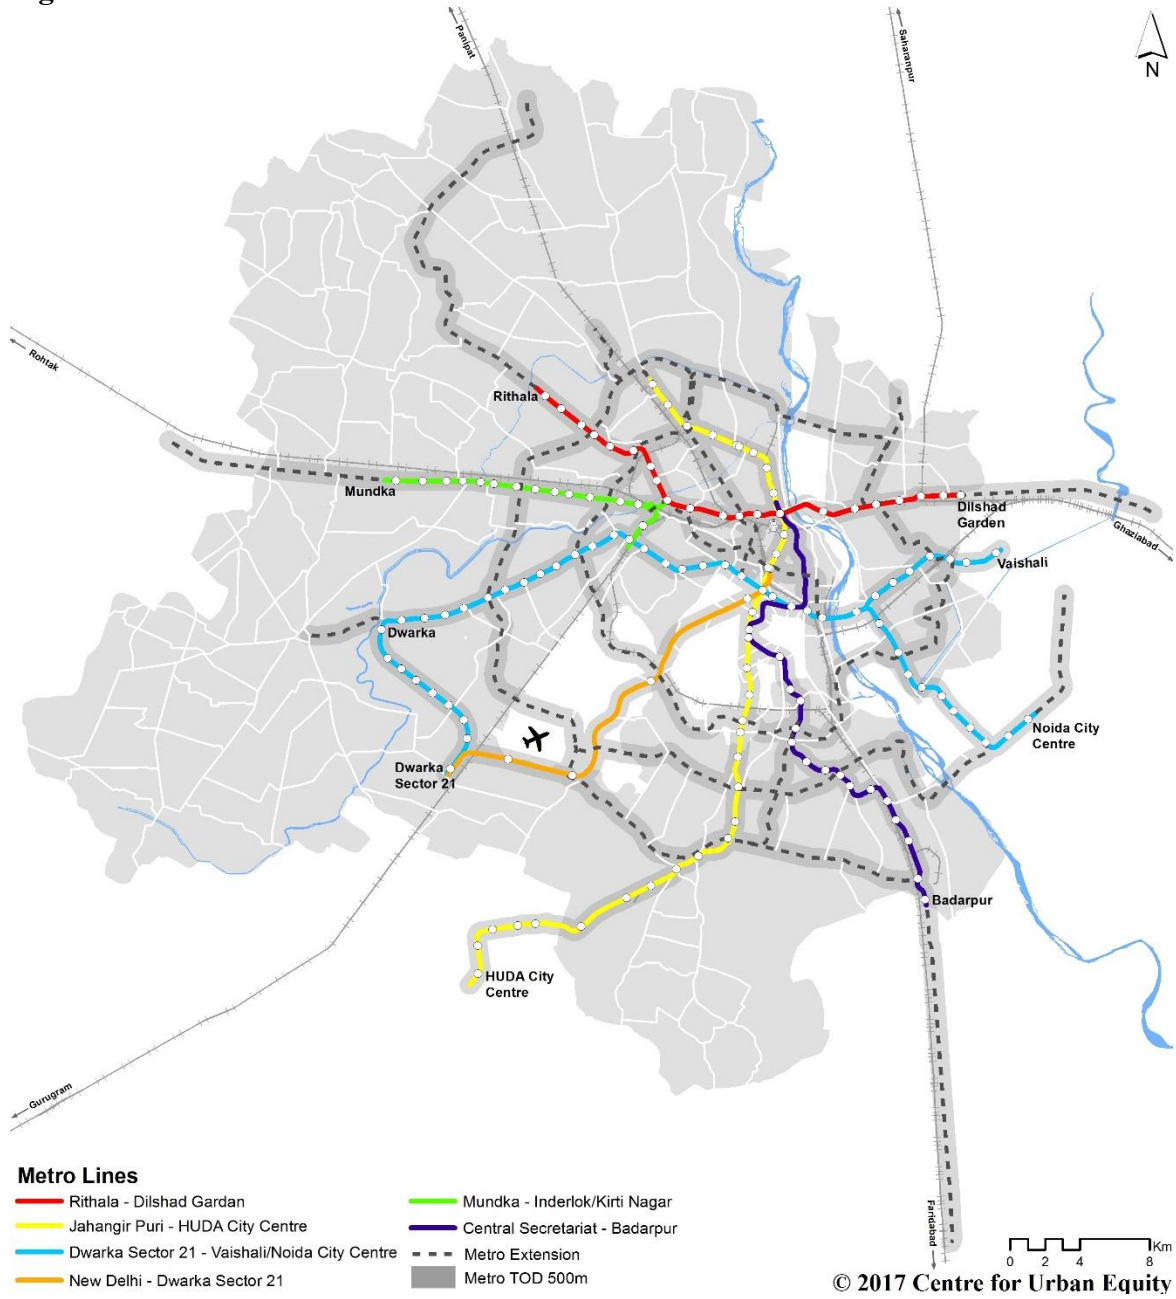 Panipat
Saharanpur
N
Rohtak
Rithala
Mundka
Dilshad
Garden
Ghaziabad
Vaishali
Dwarka
Noida City
Centre
Dwarka
Sector 21
Badarpur
HUDA City
Centre
Gurugram
Faridabad
Metro Lines
Rithala - Dilshad Gardan
Jahangir Puri - HUDA City Centre
Dwarka Sector 21 - Vaishali/Noida City Centre
New Delhi - Dwarka Sector 21
Mundka - Inderlok/Kirti Nagar
Central Secretariat - Badarpur
Metro Extension
Metro TOD 500m
Km
0 2 4 8
© 2017 Centre for Urban Equity